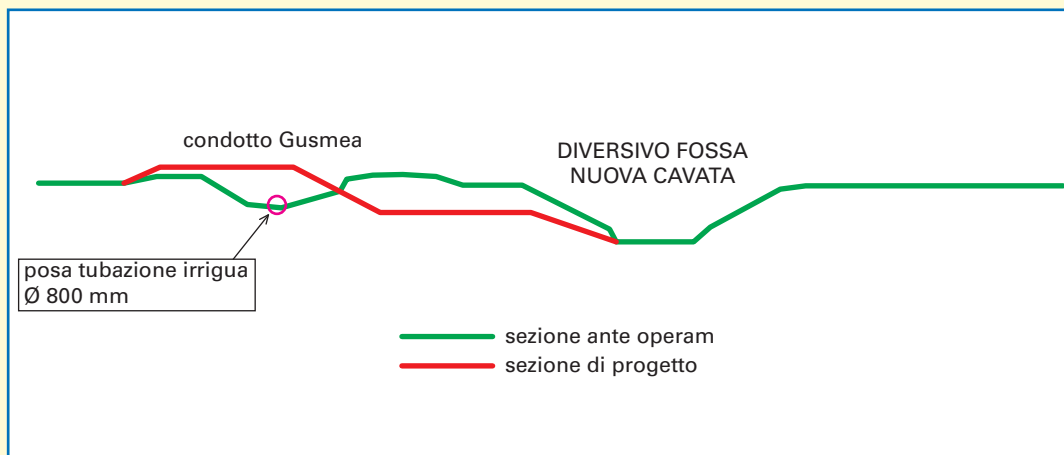 condotto Gusmea
DIVERSIVO FOSSA
NUOVA CAVATA
posa tubazione irrigua
Ø 800 mm
sezione ante operam
sezione di progetto